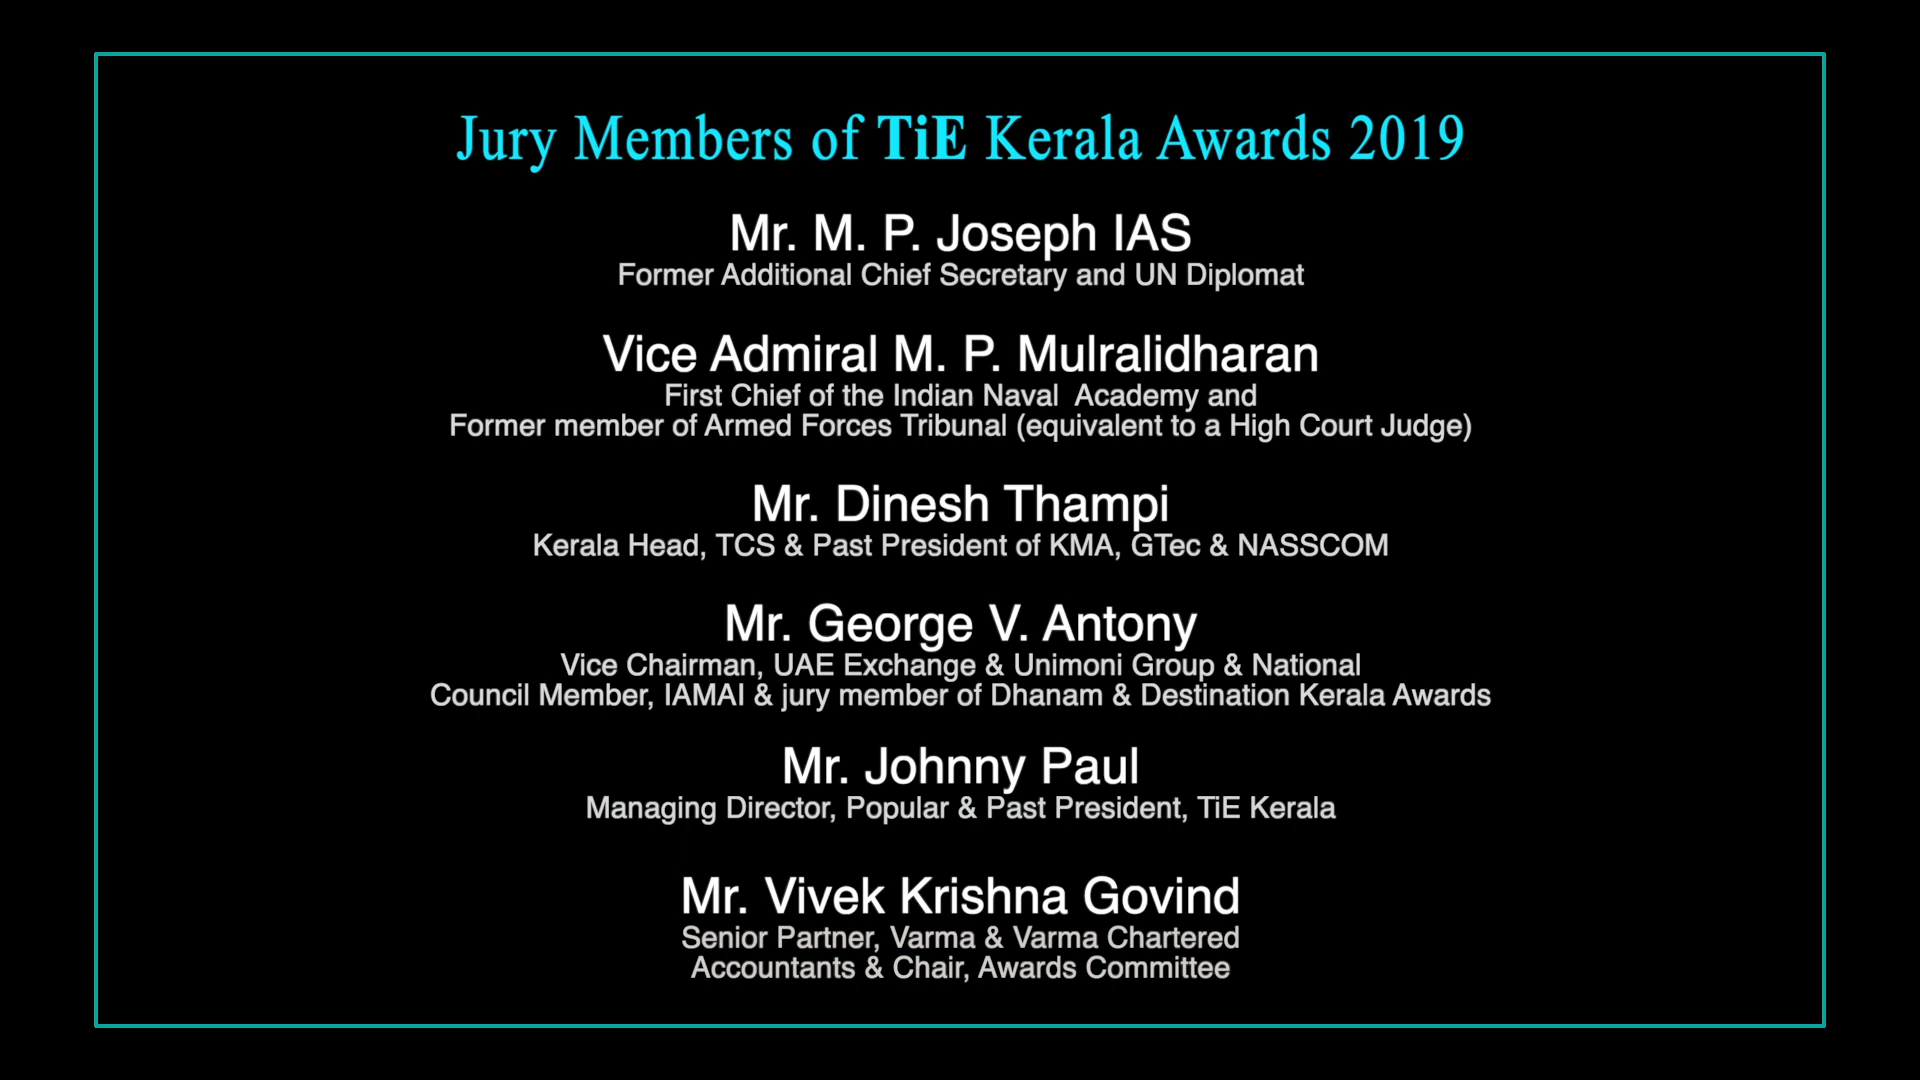 Jury Members of TiE Kerala Awards 2019
Mr. M. P. Joseph IAS
Former Additional Chief Secretary and UN Diplomat
Vice Admiral M. P. Mulralidharan
First Chief of the Indian Naval Academy and
Former member of Armed Forces Tribunal (equivalent to a High Court Judge)
Mr. Dinesh Thampi
Kerala Head, TCS & Past President of KMA, GTec & NASSCOM
Mr. George V. Antony
Vice Chairman, UAE Exchange & Unimoni Group & National
Council Member, IAMAI & jury member of Dhanam & Destination Kerala Awards
Mr. Johnny Paul
Managing Director, Popular & Past President, TiE Kerala
Mr. Vivek Krishna Govind
Senior Partner, Varma & Varma Chartered
Accountants & Chair, Awards Committee